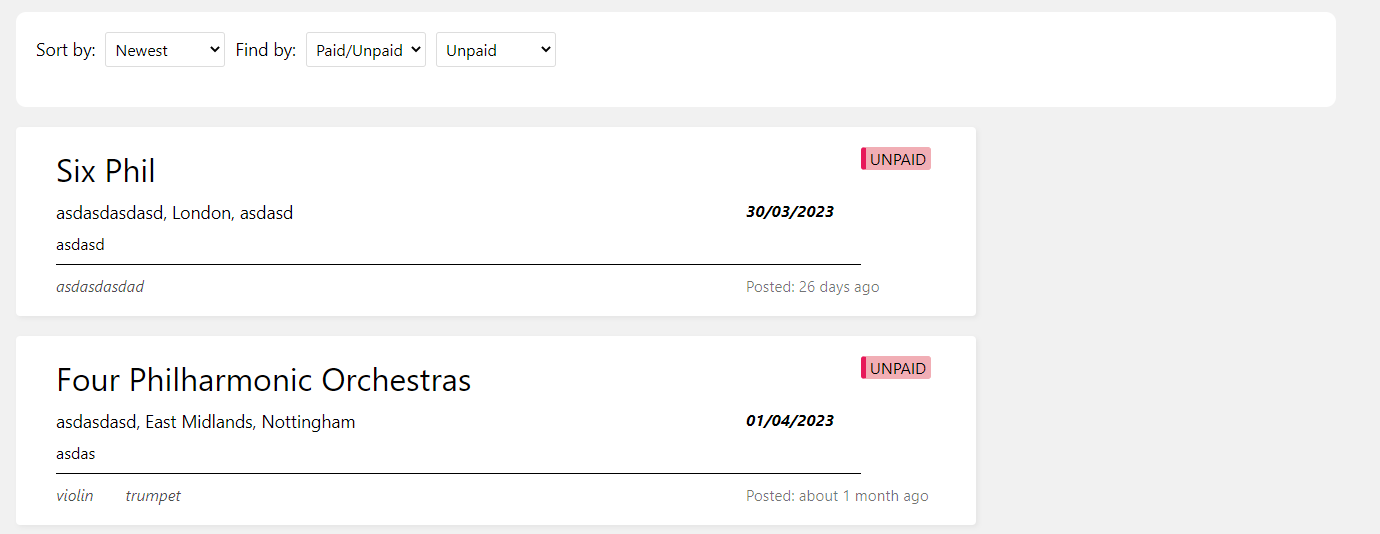 Sort by: Newest Find by: Paid/Unpaid Unpaid
Six Phil
UNPAID
asdasdasdasd, London, asdasd
30/03/2023
asdasd
asdasdasdad
Posted: 26 days ago
Four Philharmonic Orchestras
UNPAID
asdasdasd, East Midlands, Nottingham
01/04/2023
asdas
violin trumpet
Posted: about 1 month ago